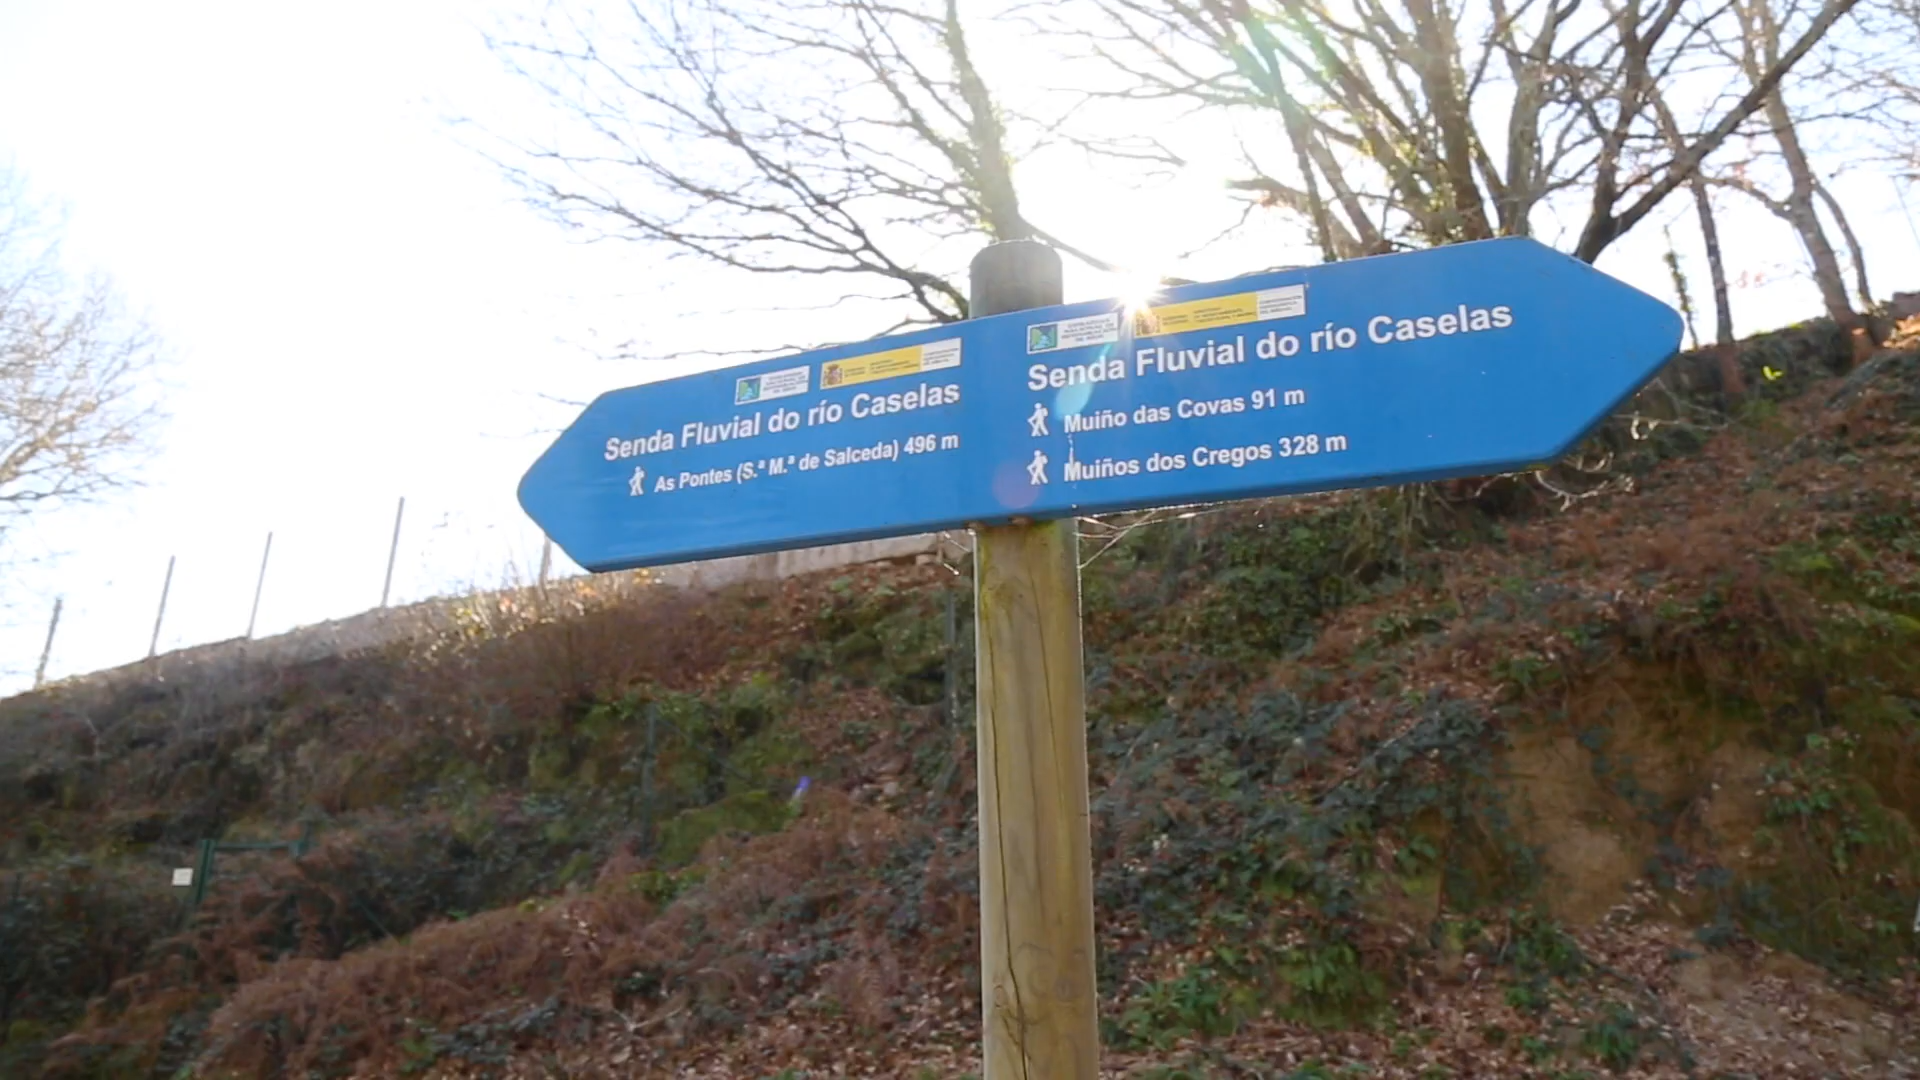 Senda Fluvial do río Caselas
As Pontes (S.ª M.ª de Salceda) 496 m
Senda Fluvial do río Caselas
Muiño das Covas 91 m
Muiños dos Cregos 328 m